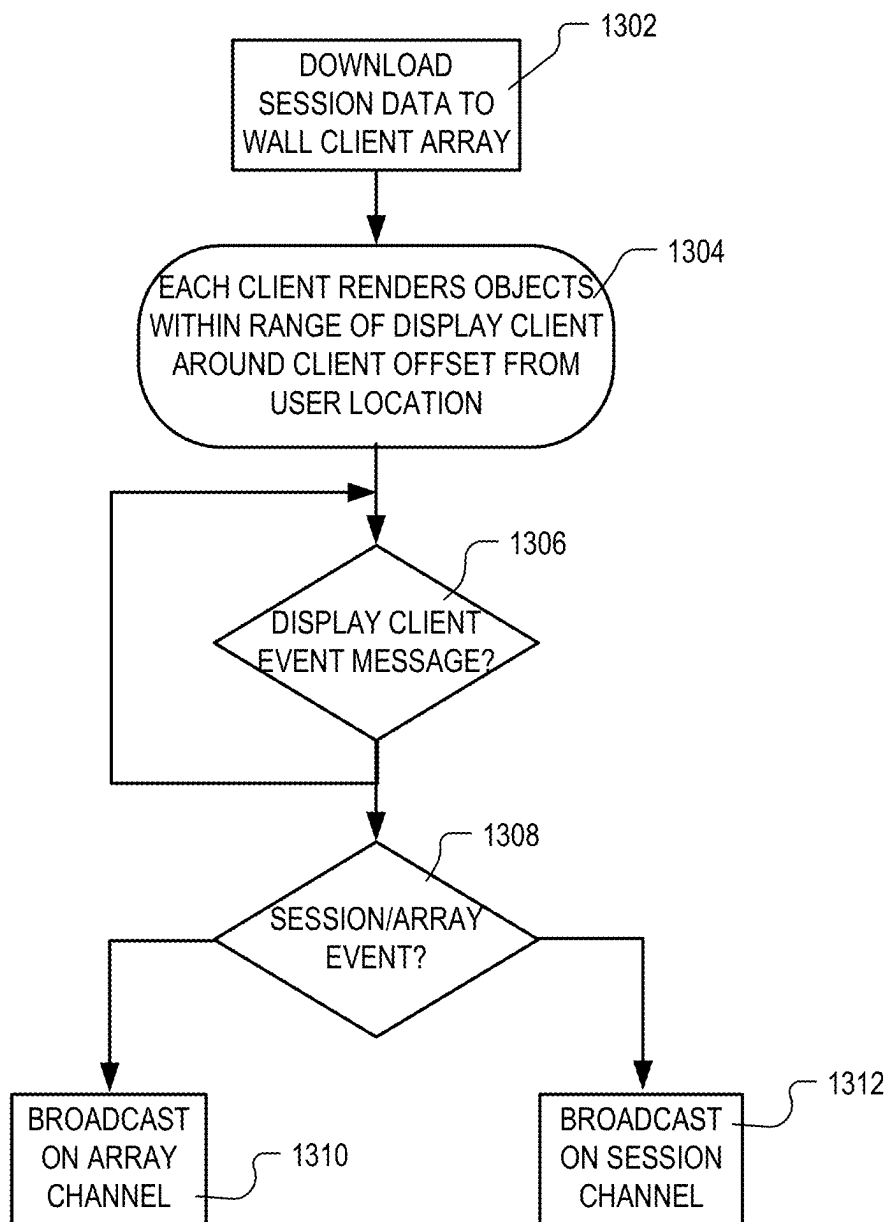 1302
DOWNLOAD
SESSION DATA TO
WALL CLIENT ARRAY
1304
EACH CLIENT RENDERS OBJECTS
WITHIN RANGE OF DISPLAY CLIENT
AROUND CLIENT OFFSET FROM
USER LOCATION
1306
DISPLAY CLIENT
EVENT MESSAGE?
1308
SESSION/ARRAY
EVENT?
BROADCAST
ON ARRAY
CHANNEL
1310
BROADCAST
ON SESSION
CHANNEL
1312